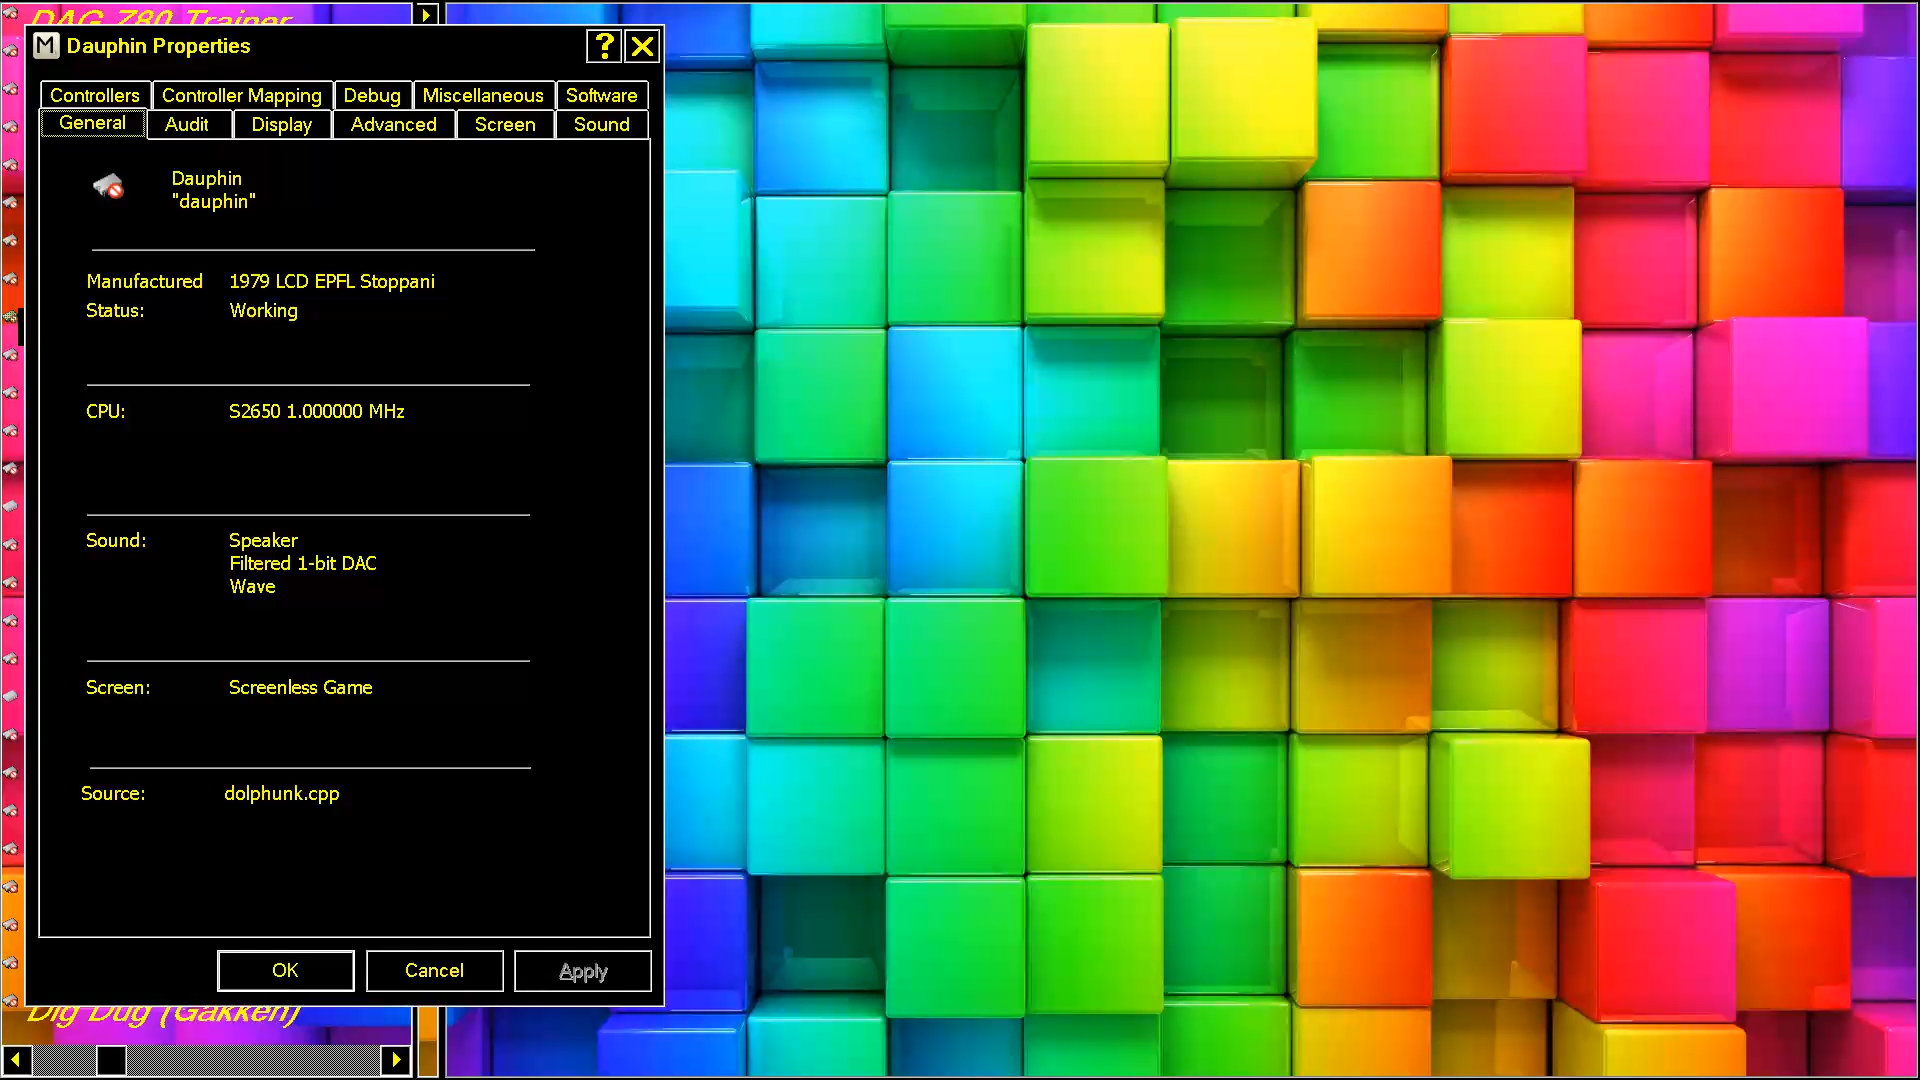 DAG Z80 Trainer
M Dauphin Properties
?
Controllers Controller Mapping Debug Miscellaneous Software
General Audit Display Advanced Screen Sound
Dauphin
"dauphin"
Manufactured 1979 LCD EPFL Stoppani
Status: Working
CPU: S2650 1.000000 MHz
Sound: Speaker
Filtered 1-bit DAC
Wave
Screen: Screenless Game
Source: dolphunk.cpp
OK Cancel Apply
Dig Dug (Gakken)